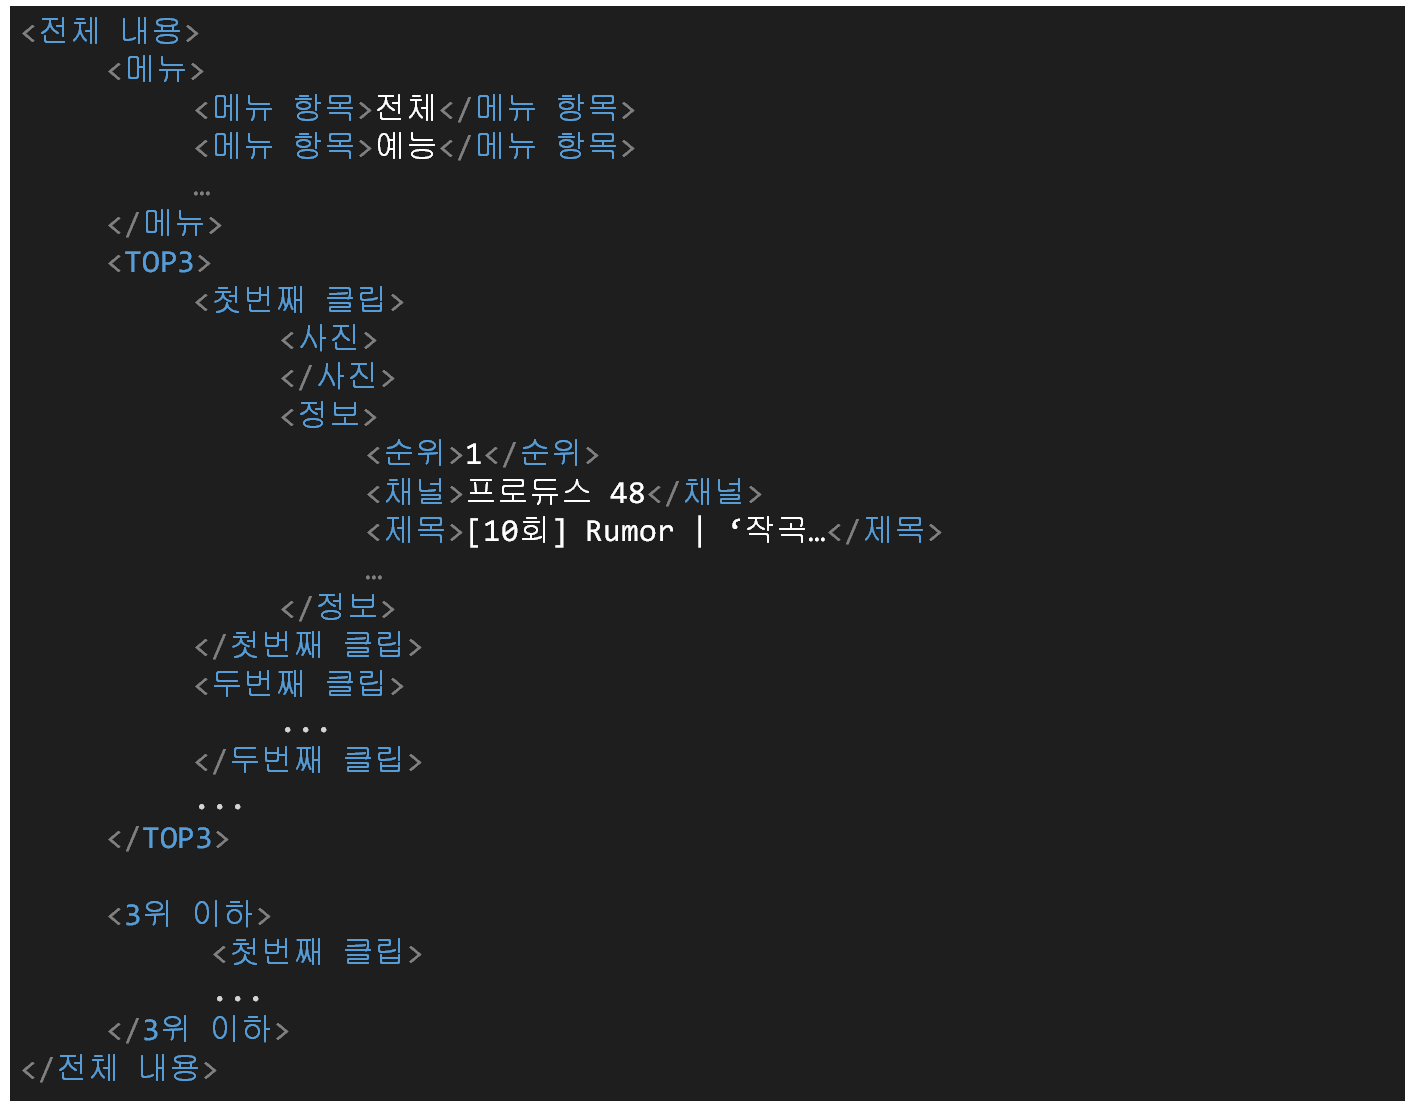 <전체 내용>
<메뉴>
<메뉴 항목>전체</메뉴 항목>
<메뉴 항목>예능</메뉴 항목>
…
</메뉴>
<TOP3>
<첫번째 클립>
<사진>
</사진>
<정보>
<순위>1</순위>
<채널>프로듀스 48</채널>
<제목>[10회] Rumor | ‘작곡…</제목>
…
</정보>
</첫번째 클립>
<두번째 클립>
...
</두번째 클립>
...
</TOP3>
<3위 이하>
<첫번째 클립>
...
</3위 이하>
</전체 내용>